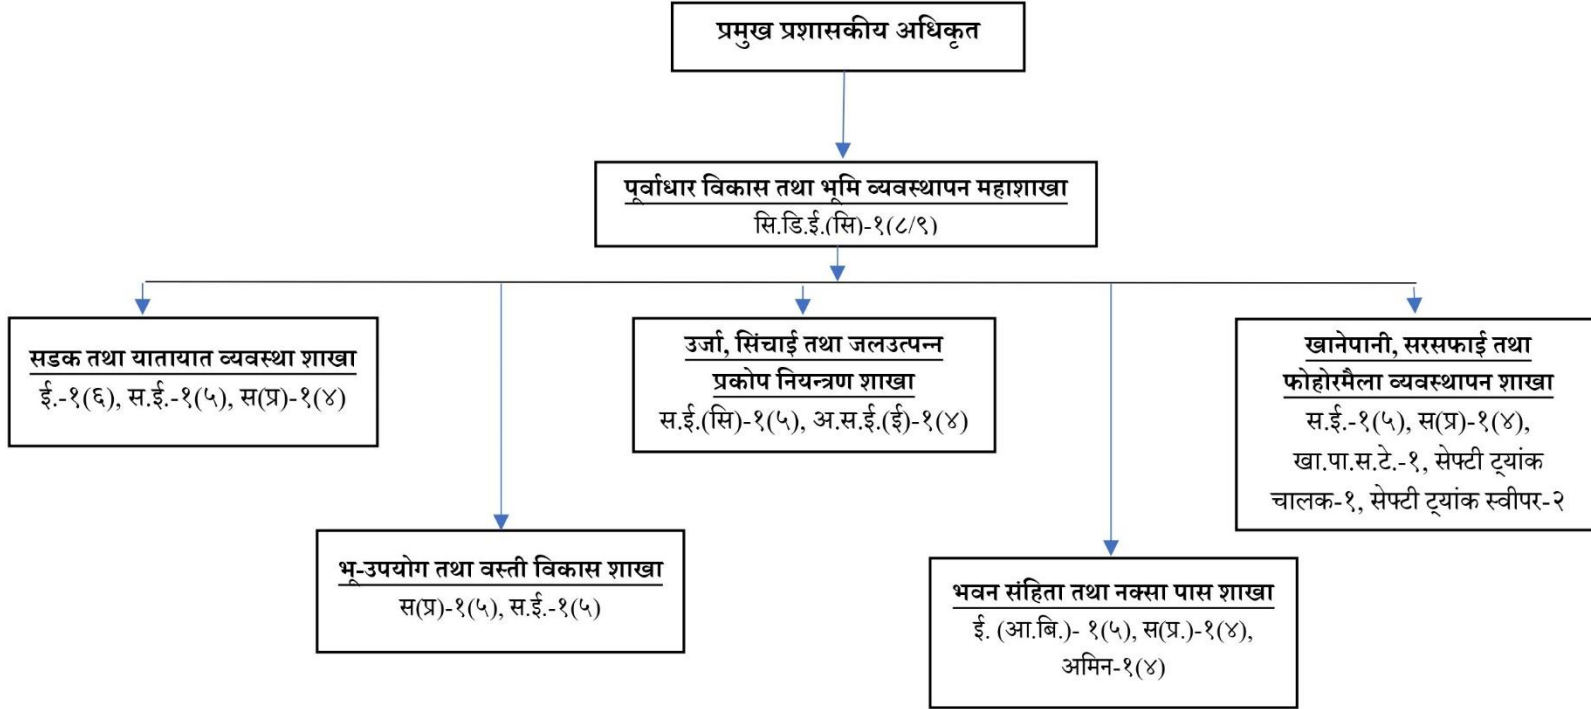 प्रमुख प्रशासकीय अधिकृत
पूर्वाधार विकास तथा भूमि व्यवस्थापन महाशाखा
सि.डि.ई.(सि)-१(८/९)
सडक तथा यातायात व्यवस्था शाखा
ई.-१(६), स.ई.-१(५), स(प्र)-१(४)
उर्जा, सिंचाई तथा जलउत्पन्न
प्रकोप नियन्त्रण शाखा
स.ई.(सि)-१(५), अ.स.ई.(ई)-१(४)
खानेपानी, सरसफाई तथा
फोहोरमैला व्यवस्थापन शाखा
स.ई.-१(५), स(प्र)-१(४),
खा.पा.स.टे.-१, सेफ्टी ट्यांक
चालक-१, सेफ्टी ट्यांक स्वीपर-२
भू-उपयोग तथा वस्ती विकास शाखा
स(प्र)-१(५), स.ई.-१(५)
भवन संहिता तथा नक्सा पास शाखा
ई. (आ.बि.)- १(५), स(प्र.)-१(४),
अमिन-१(४)